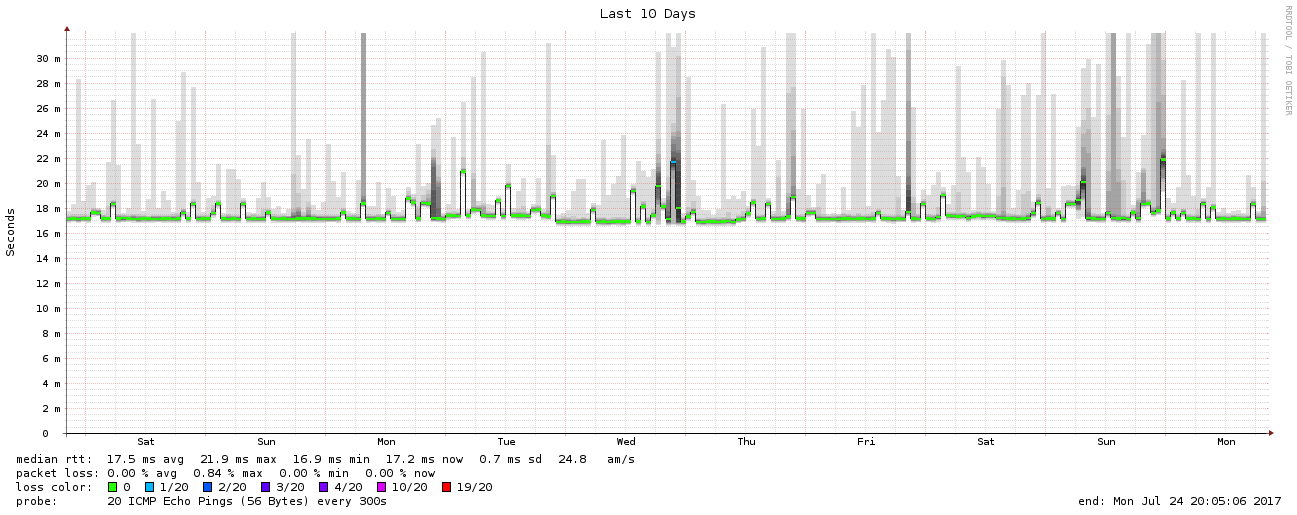 Last 10 Days
RRDTOOL / TOBI OETIKER
Seconds
30 m
28 m
26 m
24 m
22 m
20 m
18 m
16 m
14 m
12 m
10 m
8 m
6 m
4 m
2 m
0
Sat Sun Mon Tue Wed Thu Fri Sat Sun Mon
median rtt: 17.5 ms avg 21.9 ms max 16.9 ms min 17.2 ms now 0.7 ms sd 24.8 am/s
packet loss: 0.00 % avg 0.84 % max 0.00 % min 0.00 % now
loss color: 0 1/20 2/20 3/20 4/20 10/20 19/20
probe: 20 ICMP Echo Pings (56 Bytes) every 300s end: Mon Jul 24 20:05:06 2017